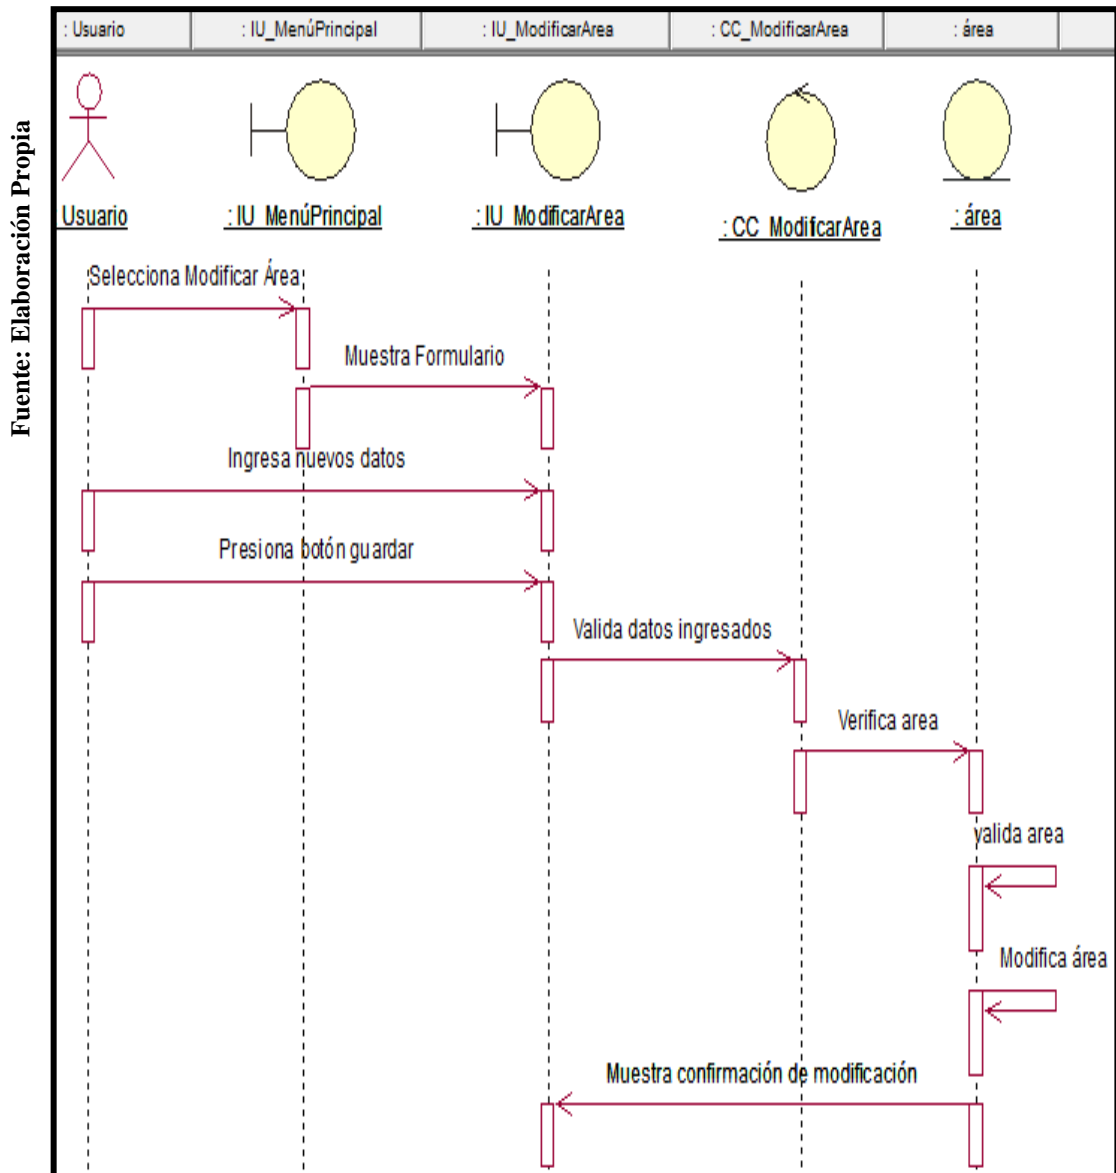 : Usuario
: IU_MenúPrincipal
: IU_ModificarArea
: CC_ModificarArea
: área
Fuente: Elaboración Propia
Usuario
: IU_MenúPrincipal
: IU_ModificarArea
: CC_ModificarArea
: área
Selecciona Modificar Área
Muestra Formulario
Ingresa nuevos datos
Presiona botón guardar
Valida datos ingresados
Verifica area
valida area
Modifica área
Muestra confirmación de modificación